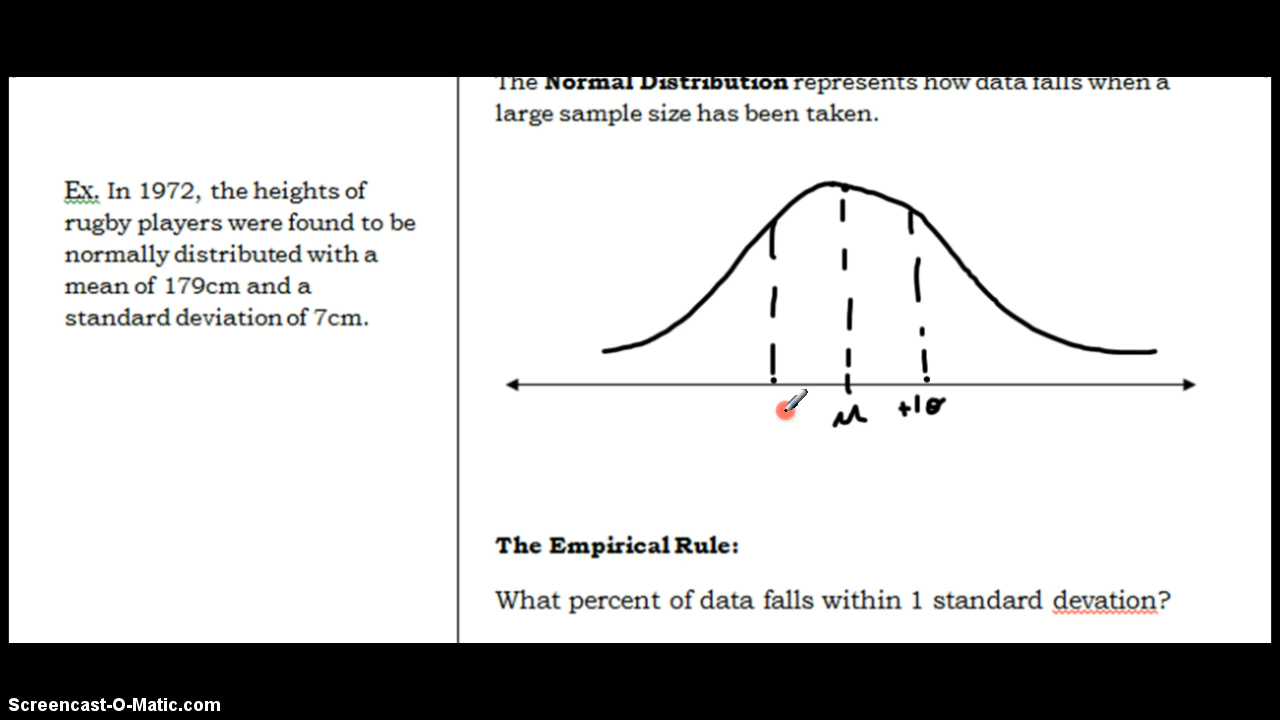 The Normal Distribution represents how data falls when a
large sample size has been taken.
Ex. In 1972, the heights of
rugby players were found to be
normally distributed with a
mean of 179cm and a
standard deviation of 7cm.
μ +1σ
The Empirical Rule:
What percent of data falls within 1 standard devation?
Screencast-O-Matic.com